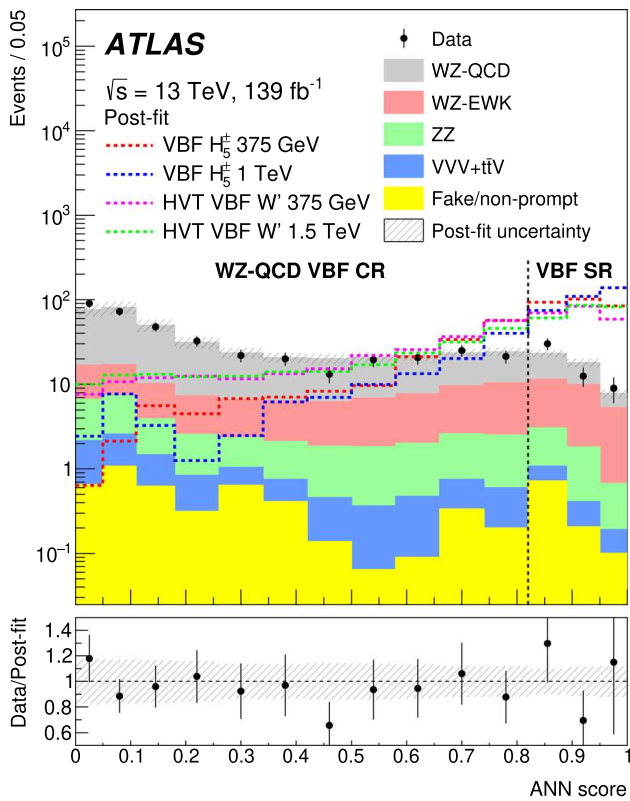 Events / 0.05
10⁵
10⁴
10³
10²
10
1
10⁻¹
ATLAS
√s = 13 TeV, 139 fb⁻¹
Post-fit
VBF H₅± 375 GeV
VBF H₅± 1 TeV
HVT VBF W' 375 GeV
HVT VBF W' 1.5 TeV
Data
WZ-QCD
WZ-EWK
ZZ
VVV+tt̄V
Fake/non-prompt
Post-fit uncertainty
WZ-QCD VBF CR
VBF SR
Data/Post-fit
1.4
1.2
1
0.8
0.6
0 0.1 0.2 0.3 0.4 0.5 0.6 0.7 0.8 0.9 1
ANN score